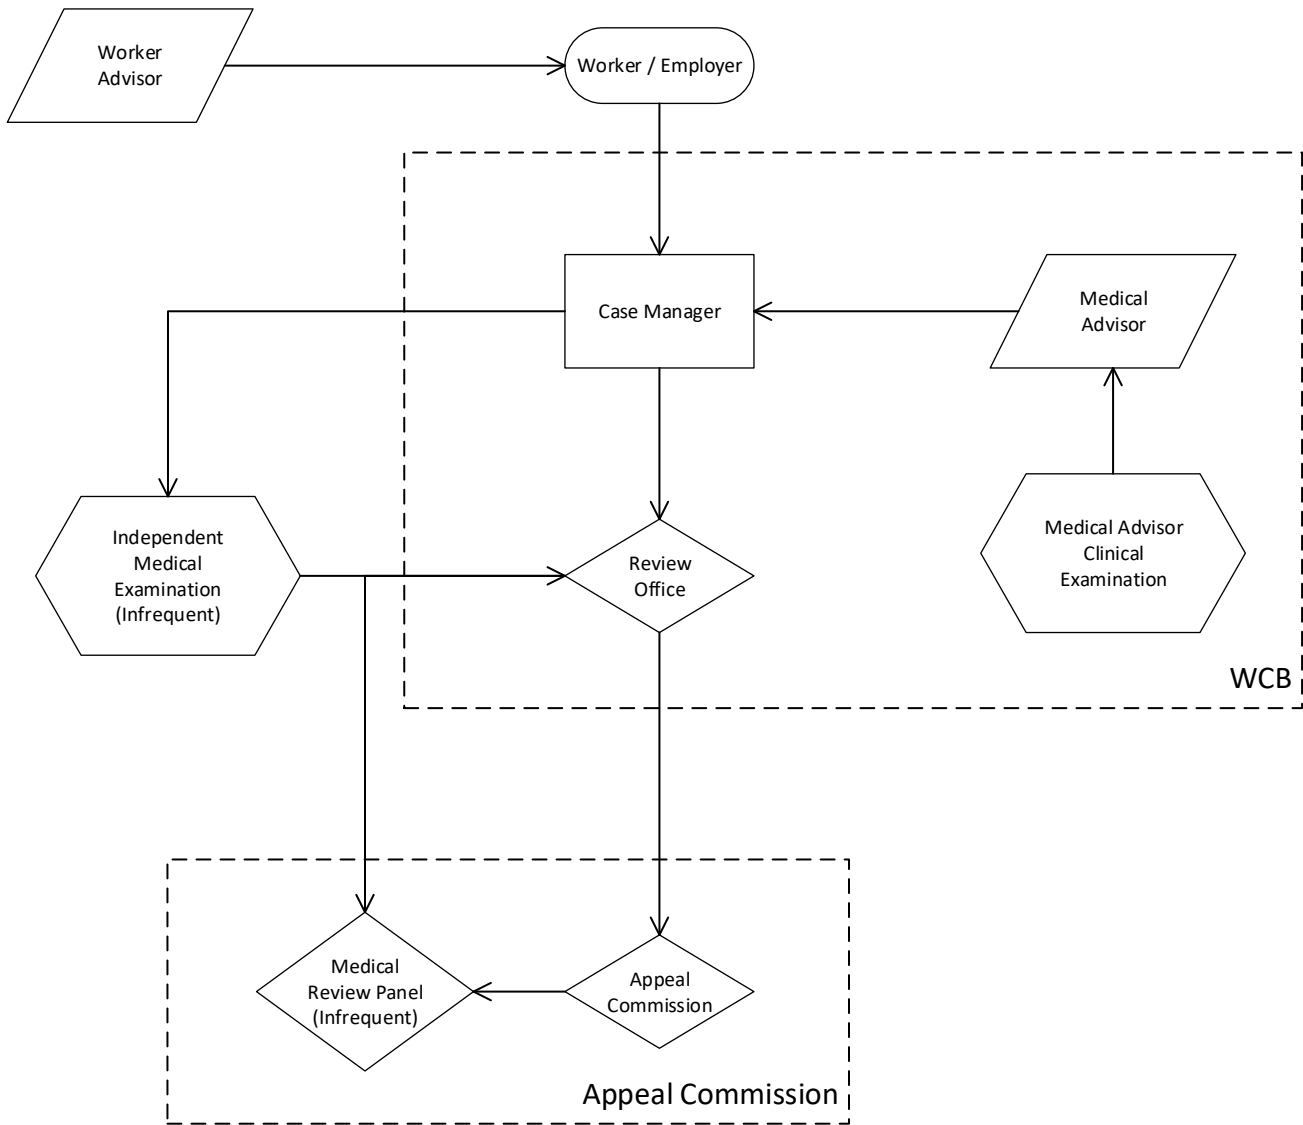 Worker
Advisor
Worker / Employer
Case Manager
Medical
Advisor
Independent
Medical
Examination
(Infrequent)
Review
Office
Medical Advisor
Clinical
Examination
WCB
Medical
Review Panel
(Infrequent)
Appeal
Commission
Appeal Commission